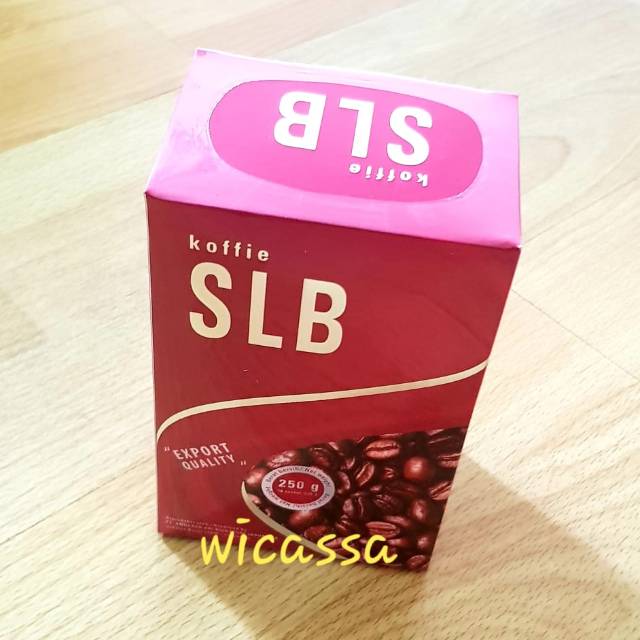 koffie
SLB
koffie
SLB
"EXPORT
QUALITY"
250 g
wicassa